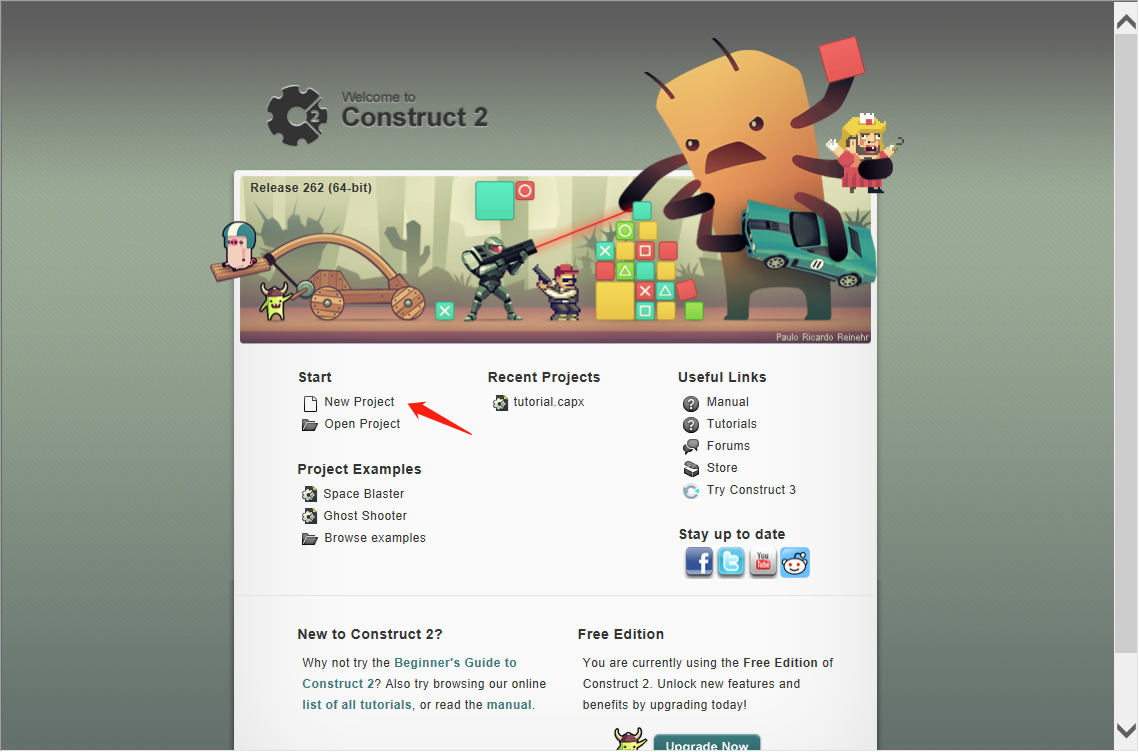 Welcome to
Construct 2
2
Release 262 (64-bit)
11
Paulo Ricardo Reinehr
Start
New Project
Open Project
Project Examples
Space Blaster
Ghost Shooter
Browse examples
Recent Projects
tutorial.capx
Useful Links
Manual
Tutorials
Forums
Store
Try Construct 3
Stay up to date
You
Tube
New to Construct 2?
Why not try the Beginner's Guide to
Construct 2? Also try browsing our online
list of all tutorials, or read the manual.
Free Edition
You are currently using the Free Edition of
Construct 2. Unlock new features and
benefits by upgrading today!
Upgrade Now